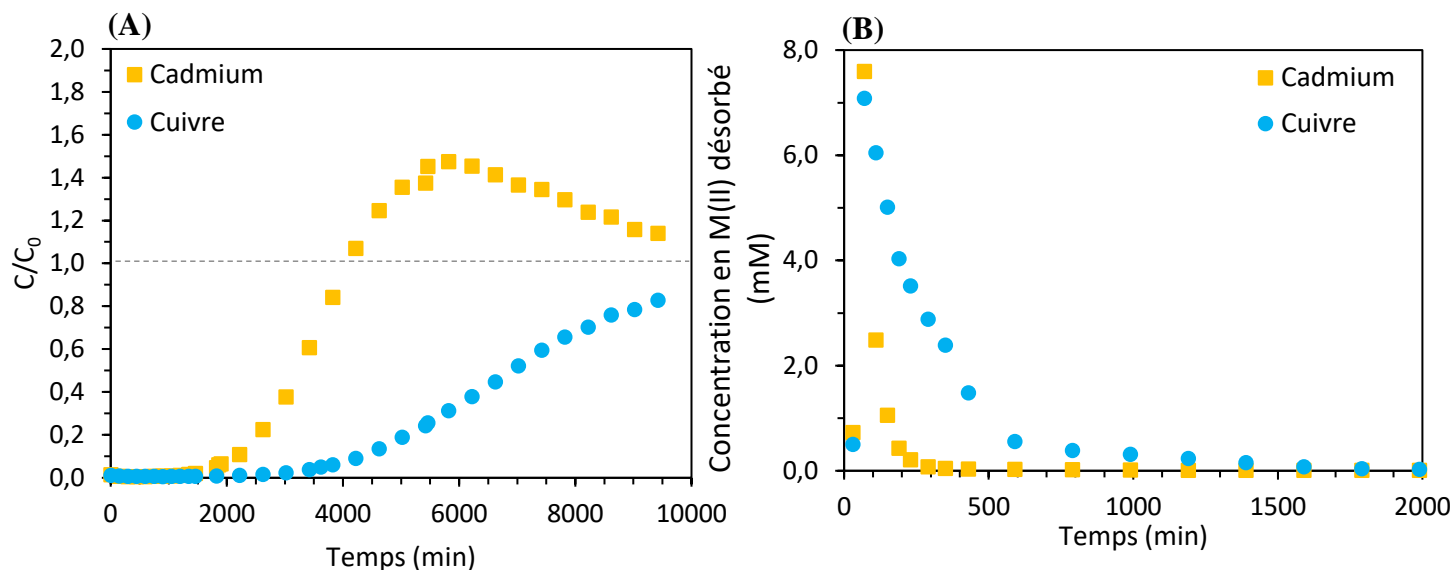 (A)
C/C0
2,0
1,8
1,6
1,4
1,2
1,0
0,8
0,6
0,4
0,2
0,0
Cadmium
Cuivre
0 2000 4000 6000 8000 10000
Temps (min)
(B)
Concentration en M(II) désorbé
(mM)
8,0
6,0
4,0
2,0
0,0
Cadmium
Cuivre
0 500 1000 1500 2000
Temps (min)